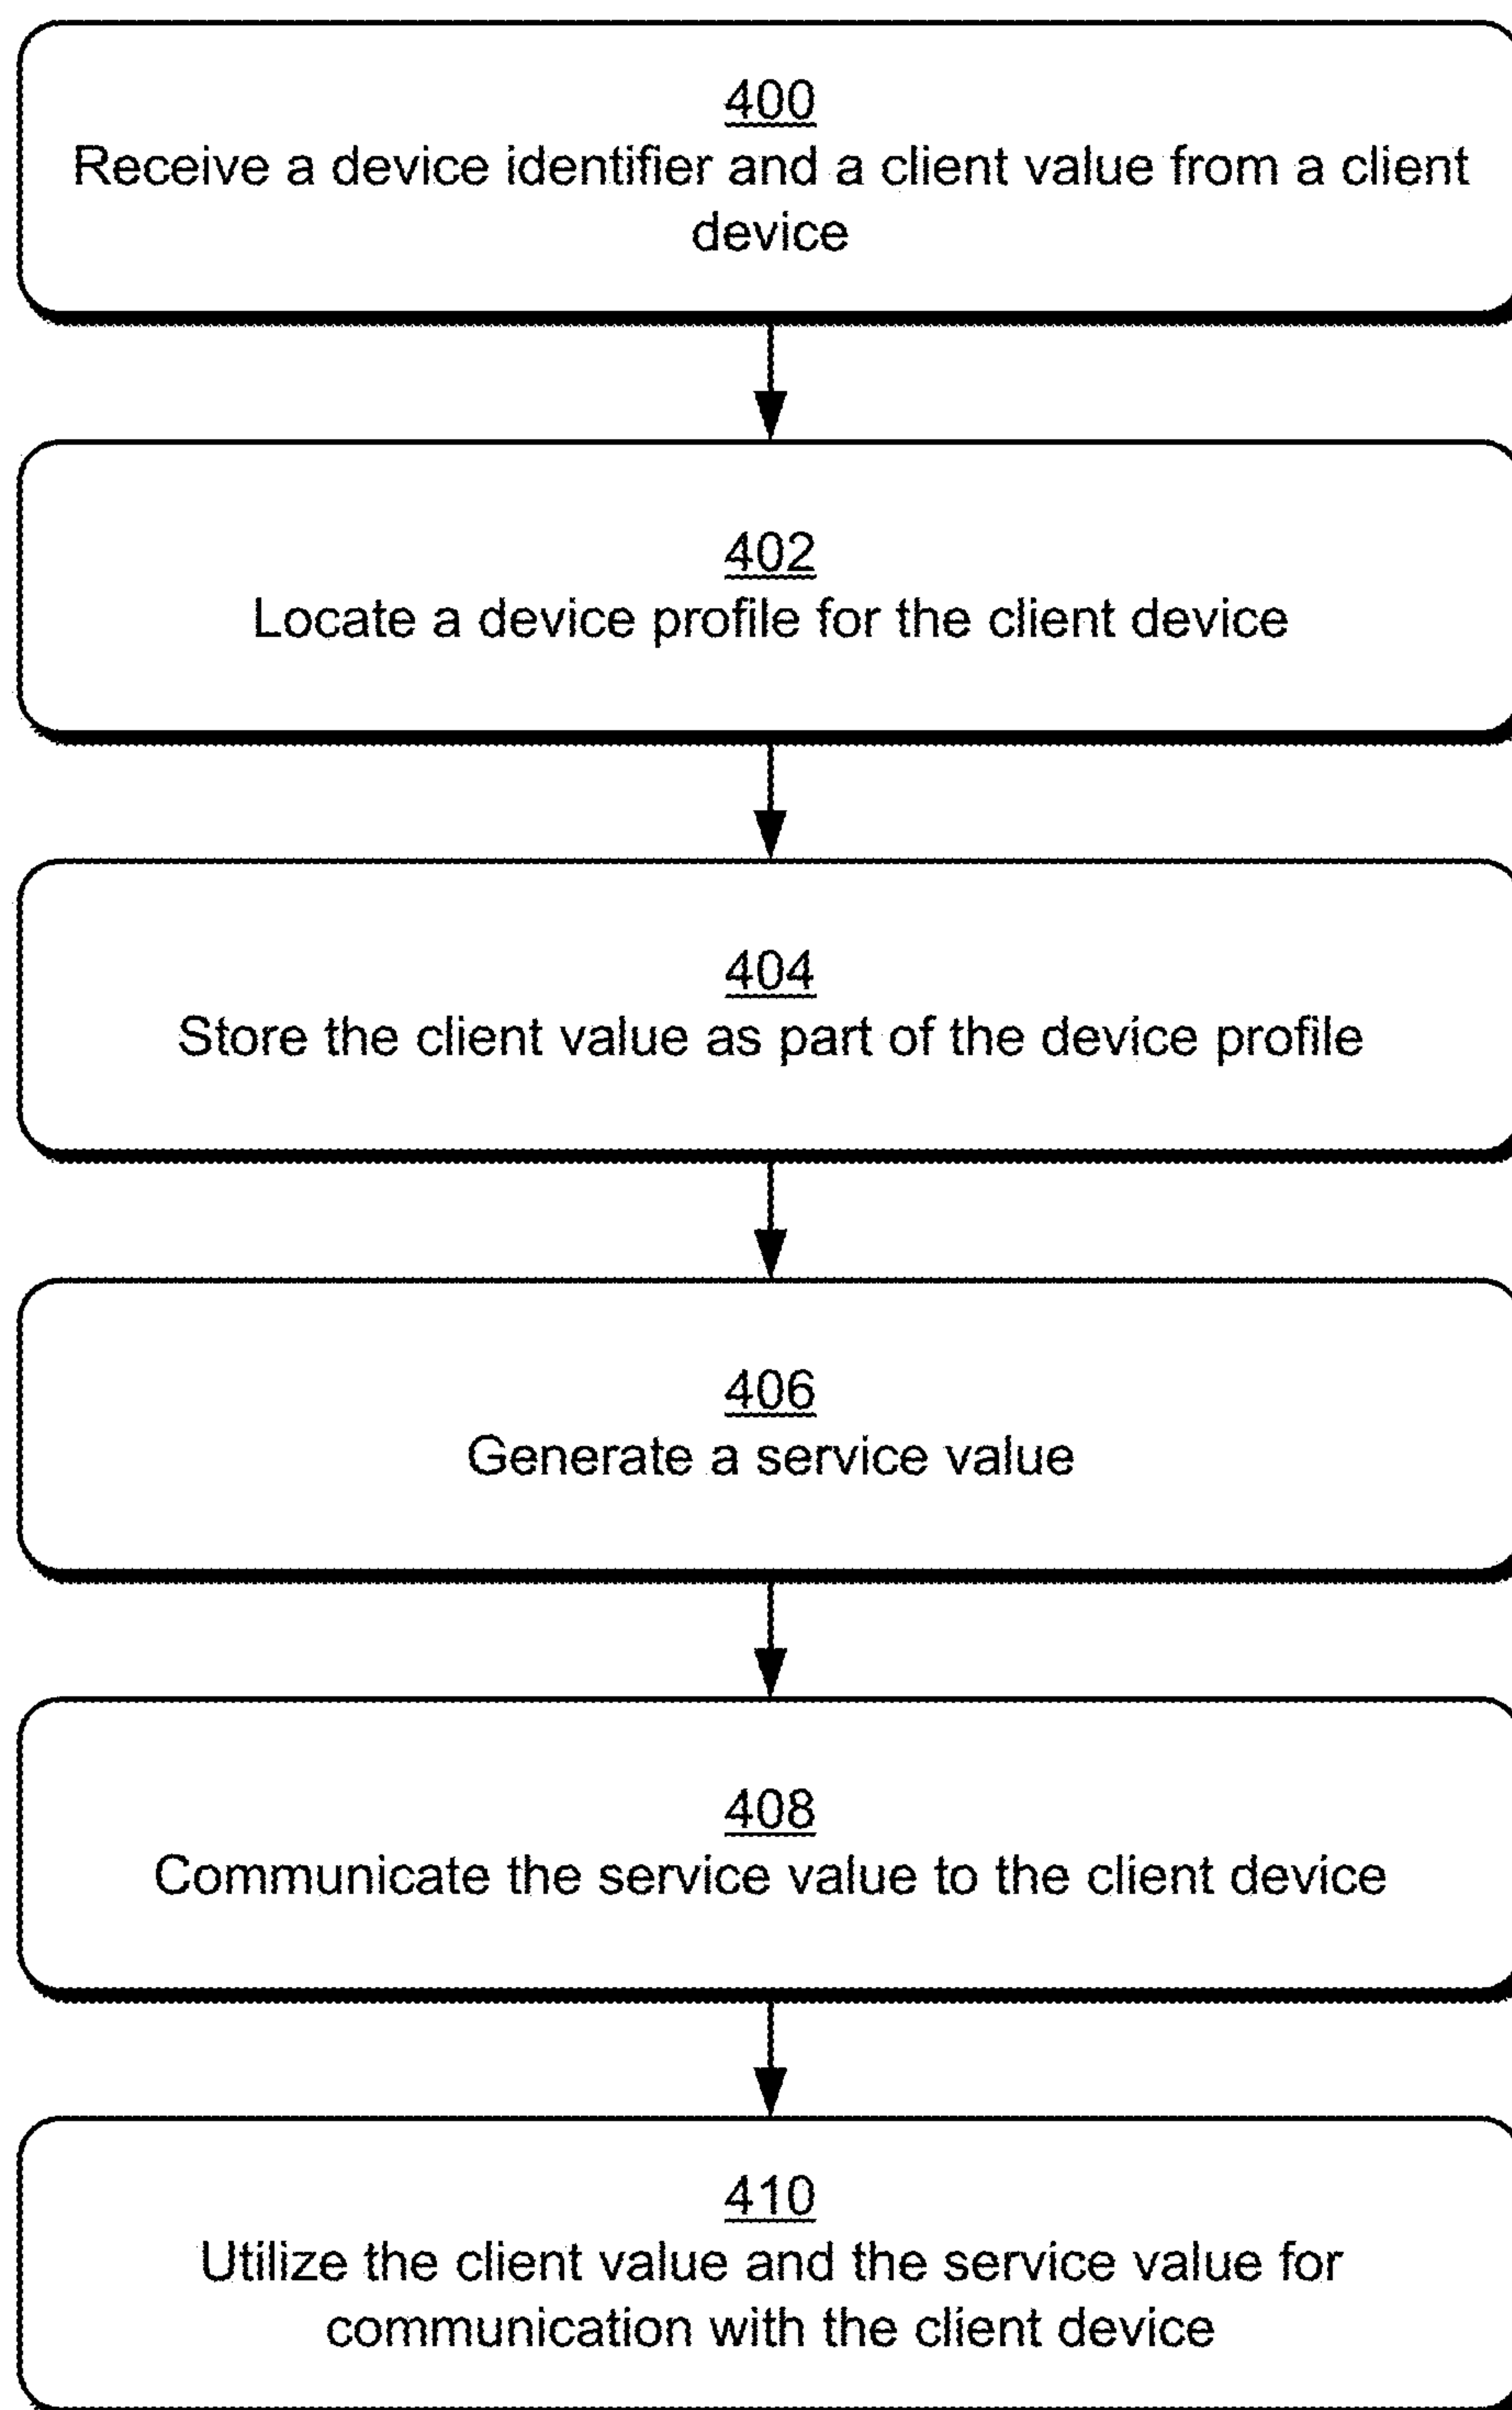 400
Receive a device identifier and a client value from a client
device
402
Locate a device profile for the client device
404
Store the client value as part of the device profile
406
Generate a service value
408
Communicate the service value to the client device
410
Utilize the client value and the service value for
communication with the client device